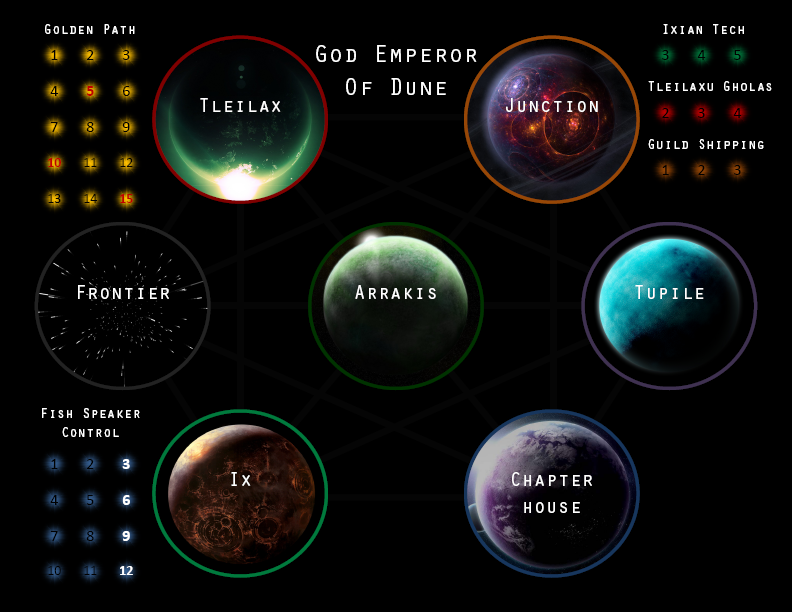 Golden Path
1 2 3
4 5 6
7 8 9
10 11 12
13 14 15
Tleilax
God Emperor
Of Dune
Junction
Ixian Tech
3 4 5
Tleilaxu Gholas
2 3 4
Guild Shipping
1 2 3
Frontier
Arrakis
Tupile
Fish Speaker
Control
1 2 3
4 5 6
7 8 9
10 11 12
Ix
Chapter
house